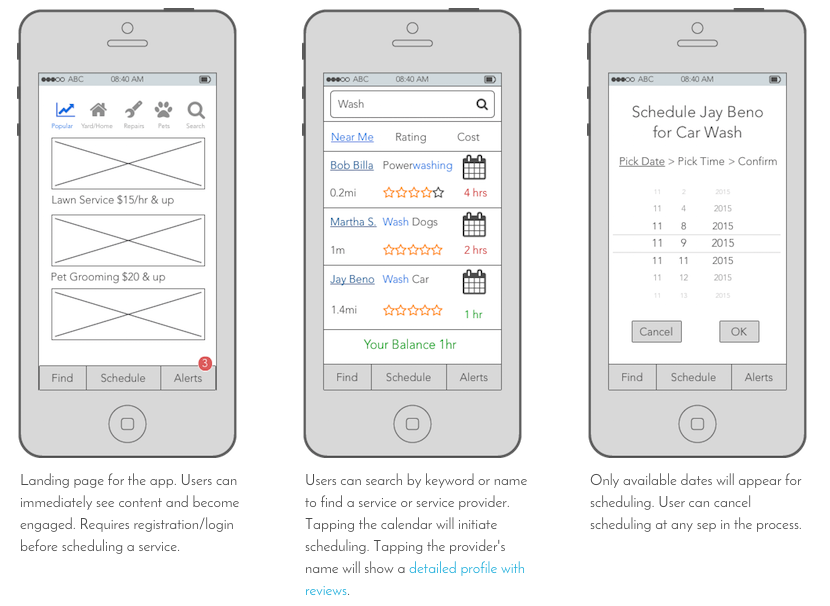 ABC 08:40 AM
Popular Yard/Home Repairs Pets Search
Lawn Service $15/hr & up
Pet Grooming $20 & up
3
Find Schedule Alerts
Landing page for the app. Users can
immediately see content and become
engaged. Requires registration/login
before scheduling a service.
ABC 08:40 AM
Wash
Near Me Rating Cost
Bob Billa Powerwashing
0.2mi 4 hrs
Martha S. Wash Dogs
1m 2 hrs
Jay Beno Wash Car
1.4mi 1 hr
Your Balance 1hr
Find Schedule Alerts
Users can search by keyword or name
to find a service or service provider.
Tapping the calendar will initiate
scheduling. Tapping the provider's
name will show a detailed profile with
reviews.
ABC 08:40 AM
Schedule Jay Beno
for Car Wash
Pick Date > Pick Time > Confirm
11 2 2015
11 4 2015
11 8 2015
11 9 2015
11 11 2015
11 12 2015
11 13 2015
Cancel OK
Find Schedule Alerts
Only available dates will appear for
scheduling. User can cancel
scheduling at any sep in the process.